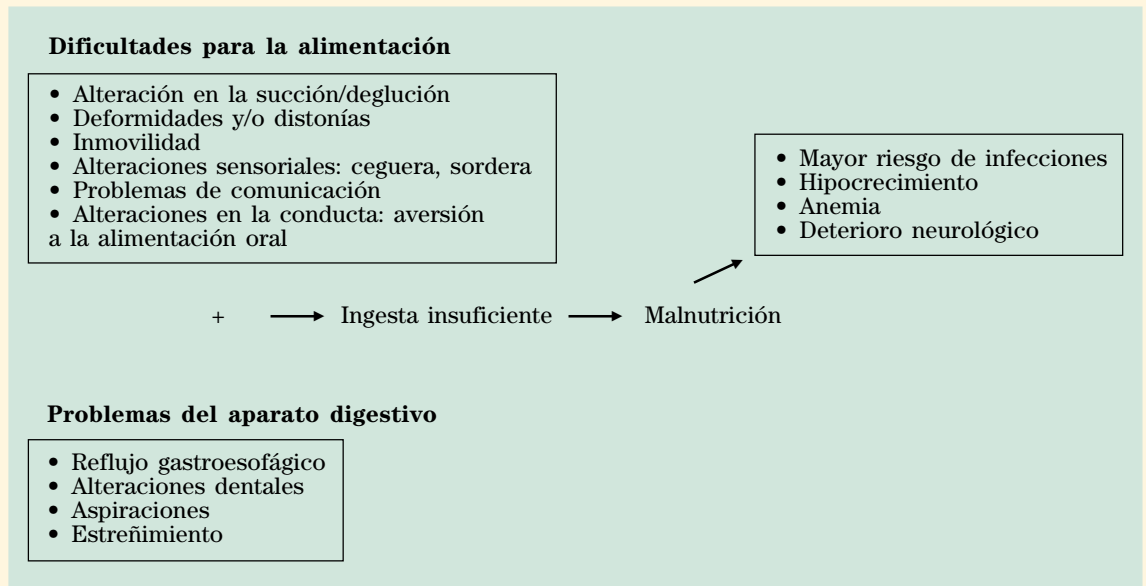 Dificultades para la alimentación
• Alteración en la succión/deglución
• Deformidades y/o distonías
• Inmovilidad
• Alteraciones sensoriales: ceguera, sordera
• Problemas de comunicación
• Alteraciones en la conducta: aversión
a la alimentación oral
• Mayor riesgo de infecciones
• Hipocrecimiento
• Anemia
• Deterioro neurológico
+ → Ingesta insuficiente → Malnutrición
Problemas del aparato digestivo
• Reflujo gastroesofágico
• Alteraciones dentales
• Aspiraciones
• Estreñimiento